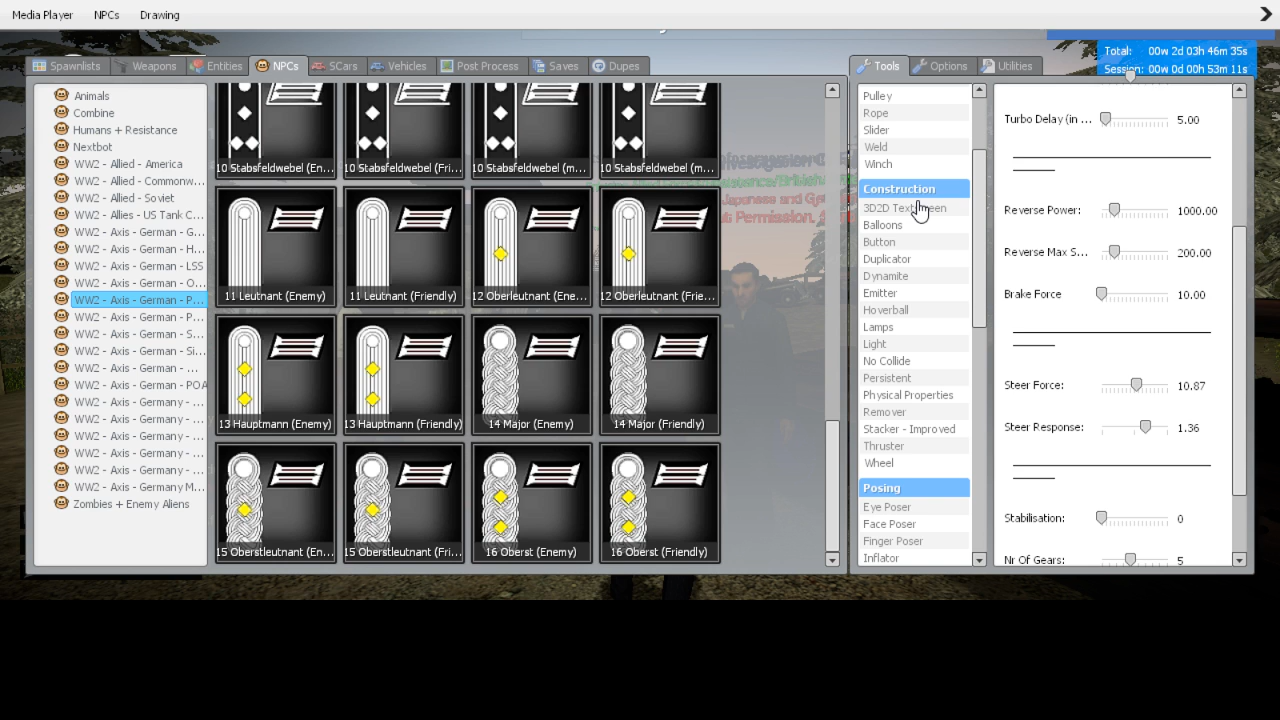 Media Player NPCs Drawing
Total: 00w 2d 03h 46m 35s
Session: 00w 0d 00h 53m 11s
Spawnlists Weapons Entities NPCs SCars Vehicles Post Process Saves Dupes
Tools Options Utilities
Animals
Combine
Humans + Resistance
Nextbot
WW2 - Allied - America
WW2 - Allied - Commonw...
WW2 - Allied - Soviet
WW2 - Allies - US Tank C...
WW2 - Axis - German - G...
WW2 - Axis - German - H...
WW2 - Axis - German - LSS
WW2 - Axis - German - O...
WW2 - Axis - German - P...
WW2 - Axis - German - P...
WW2 - Axis - German - S...
WW2 - Axis - German - Si...
WW2 - Axis - German - ...
WW2 - Axis - German - POA
WW2 - Axis - Germany - ...
WW2 - Axis - Germany - ...
WW2 - Axis - Germany - ...
WW2 - Axis - Germany - ...
WW2 - Axis - Germany - ...
WW2 - Axis - Germany M...
Zombies + Enemy Aliens
10 Stabsfeldwebel (En... 10 Stabsfeldwebel (Fri... 10 Stabsfeldwebel (m... 10 Stabsfeldwebel (m...
11 Leutnant (Enemy) 11 Leutnant (Friendly) 12 Oberleutnant (Ene... 12 Oberleutnant (Frie...
13 Hauptmann (Enemy) 13 Hauptmann (Friendly) 14 Major (Enemy) 14 Major (Friendly)
15 Oberstleutnant (En... 15 Oberstleutnant (Fri... 16 Oberst (Enemy) 16 Oberst (Friendly)
Japanese and
Permission.
Pulley
Rope
Slider
Weld
Winch
Construction
3D2D Textscreen
Balloons
Button
Duplicator
Dynamite
Emitter
Hoverball
Lamps
Light
No Collide
Persistent
Physical Properties
Remover
Stacker - Improved
Thruster
Wheel
Posing
Eye Poser
Face Poser
Finger Poser
Inflator
Turbo Delay (in ... 5.00
Reverse Power: 1000.00
Reverse Max S... 200.00
Brake Force 10.00
Steer Force: 10.87
Steer Response: 1.36
Stabilisation: 0
Nr Of Gears: 5